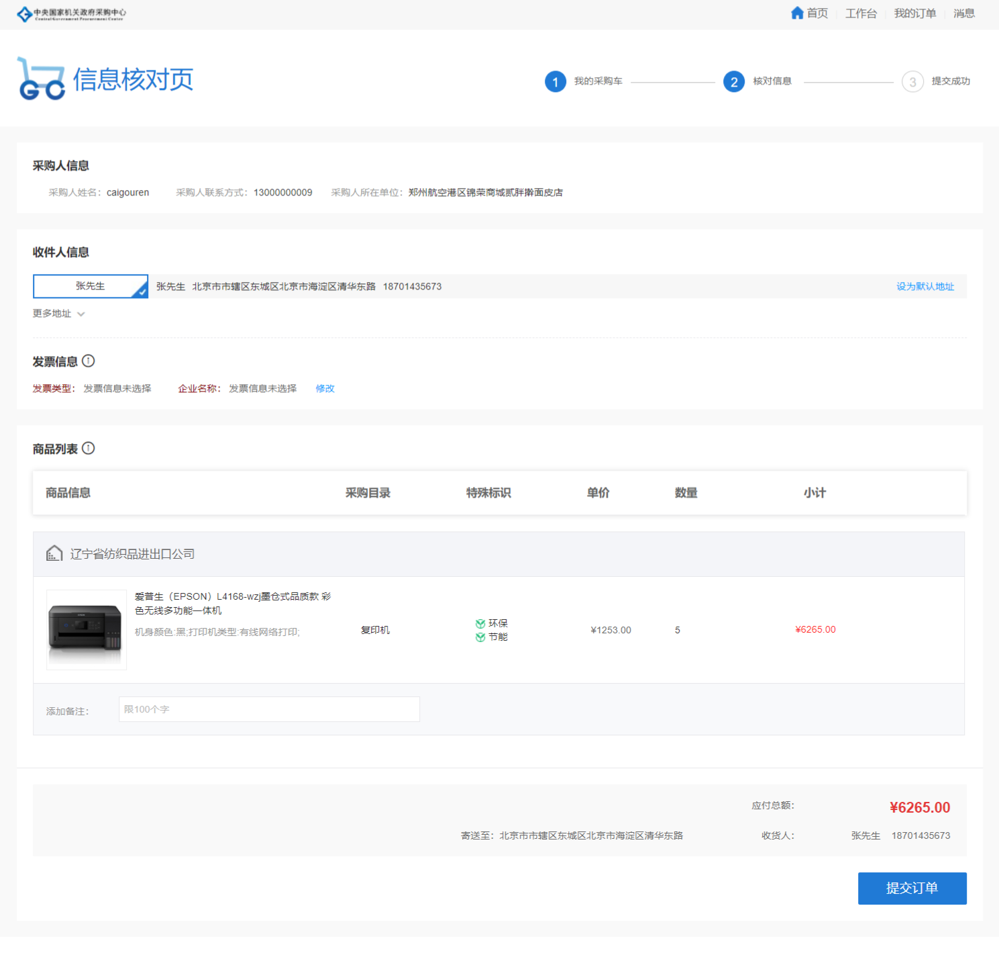 中央国家机关政府采购中心
Central Government Procurement Center
首页 工作台 我的订单 消息
信息核对页
1 我的采购车 2 核对信息 3 提交成功
采购人信息
采购人姓名：caigouren 采购人联系方式：13000000009 采购人所在单位：郑州航空港区锦荣商城贰胖擀面皮店
收件人信息
张先生 张先生 北京市市辖区东城区北京市海淀区清华东路 18701435673 设为默认地址
更多地址
发票信息
发票类型： 发票信息未选择 企业名称： 发票信息未选择 修改
商品列表
商品信息 采购目录 特殊标识 单价 数量 小计
辽宁省纺织品进出口公司
爱普生（EPSON）L4168-wzj墨仓式品质款 彩
色无线多功能一体机
机身颜色:黑;打印机类型:有线网络打印;
复印机
环保
节能
¥1253.00 5 ¥6265.00
添加备注： 限100个字
应付总额： ¥6265.00
寄送至：北京市市辖区东城区北京市海淀区清华东路 收货人： 张先生 18701435673
提交订单